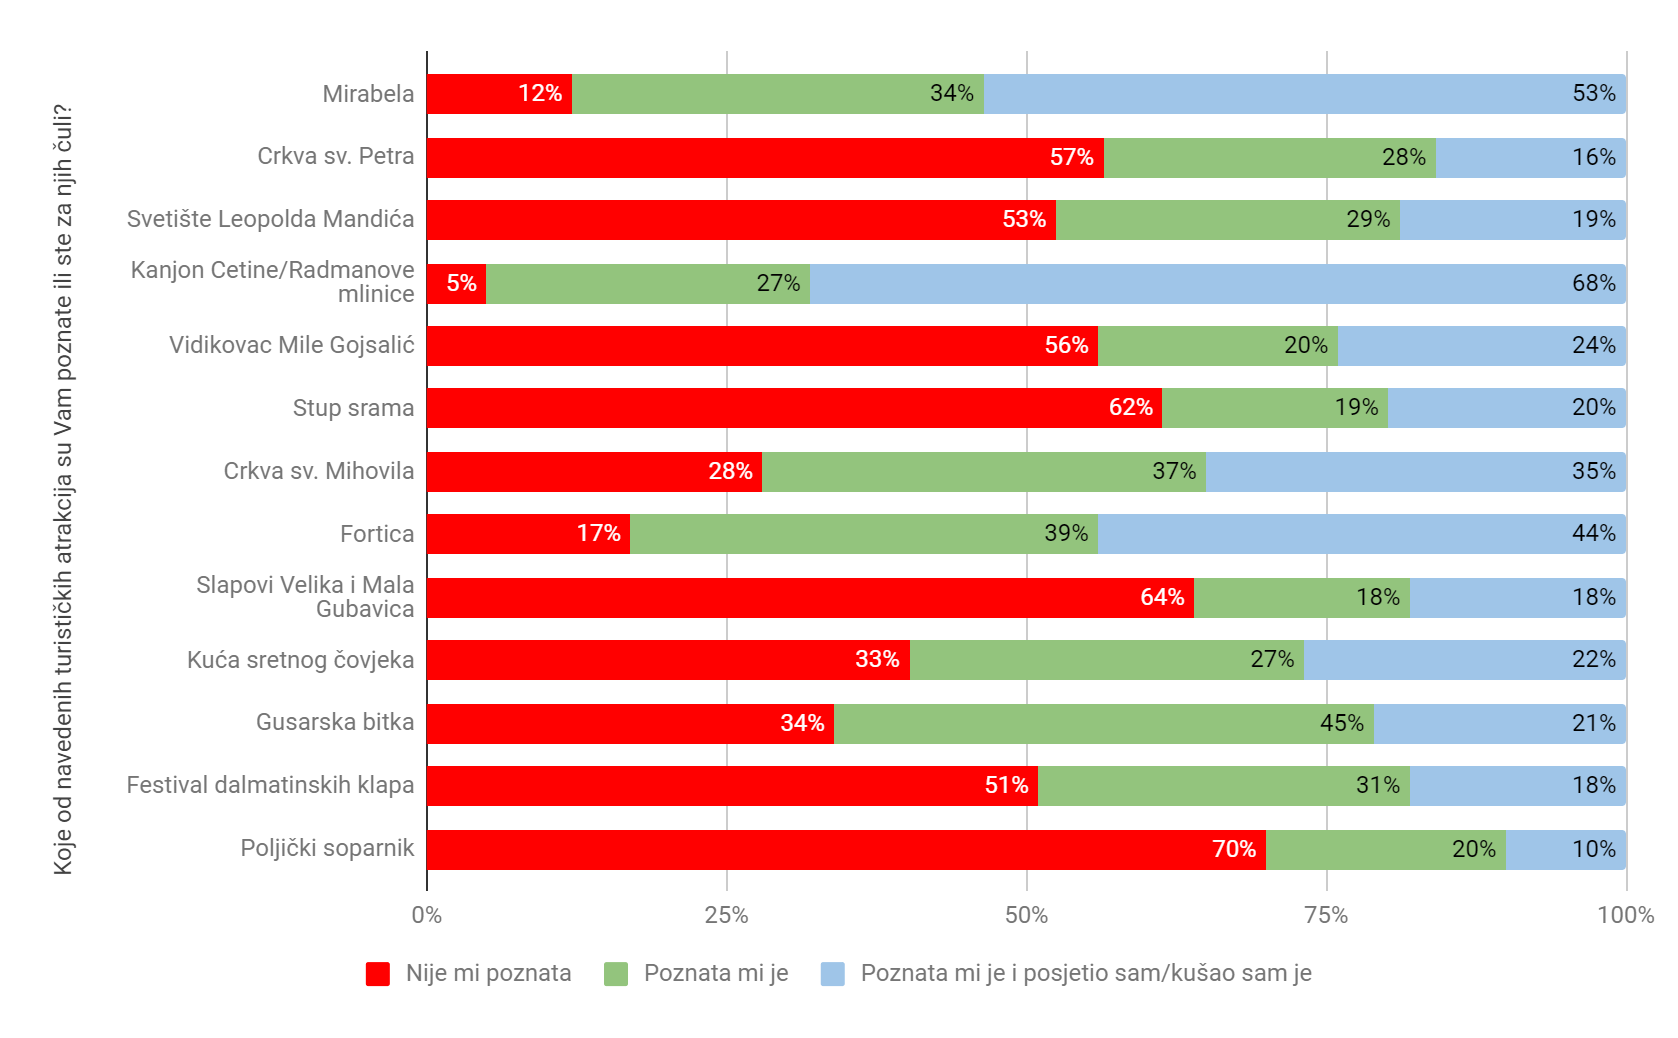 Koje od navedenih turističkih atrakcija su Vam poznate ili ste za njih čuli?
Mirabela 12% 34% 53%
Crkva sv. Petra 57% 28% 16%
Svetište Leopolda Mandića 53% 29% 19%
Kanjon Cetine/Radmanove
mlinice 5% 27% 68%
Vidikovac Mile Gojsalić 56% 20% 24%
Stup srama 62% 19% 20%
Crkva sv. Mihovila 28% 37% 35%
Fortica 17% 39% 44%
Slapovi Velika i Mala
Gubavica 64% 18% 18%
Kuća sretnog čovjeka 33% 27% 22%
Gusarska bitka 34% 45% 21%
Festival dalmatinskih klapa 51% 31% 18%
Poljički soparnik 70% 20% 10%
0% 25% 50% 75% 100%
Nije mi poznata Poznata mi je Poznata mi je i posjetio sam/kušao sam je